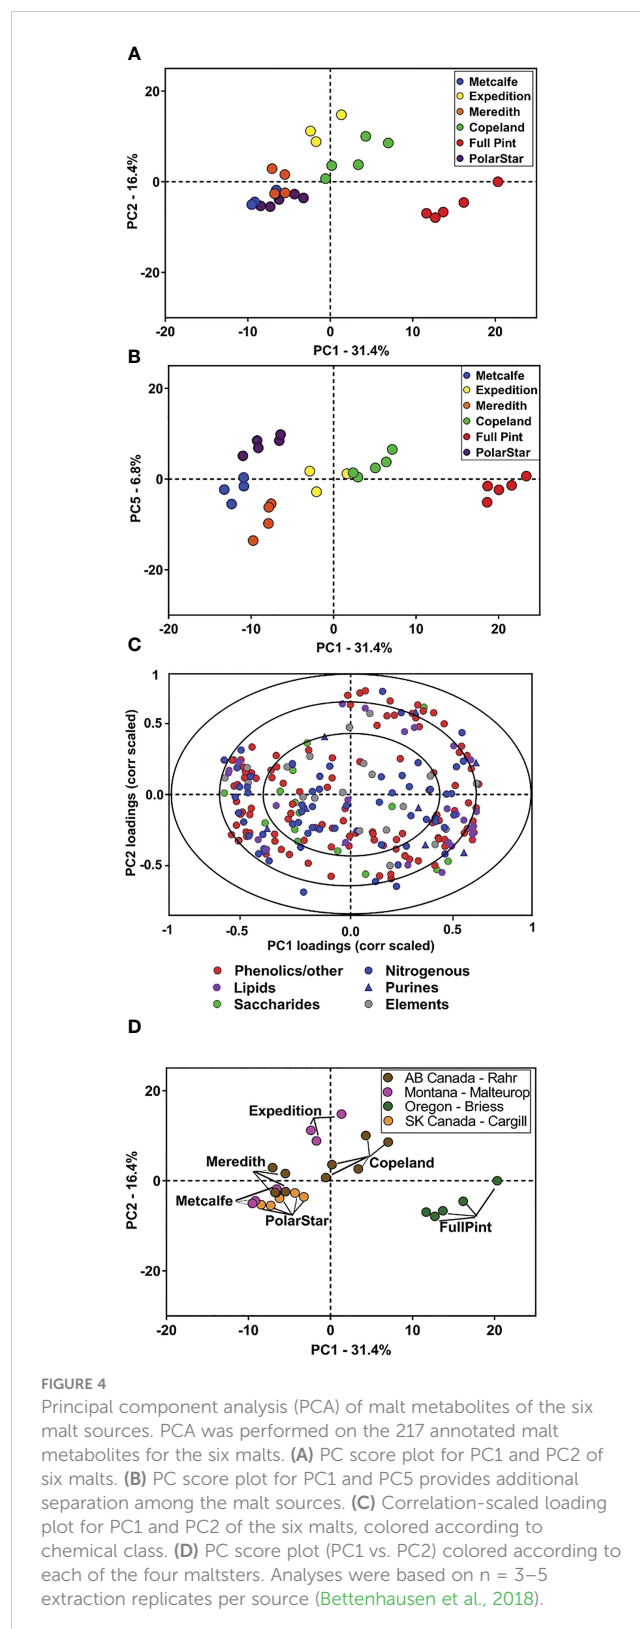 A
Metcalfe
Expedition
Meredith
Copeland
Full Pint
PolarStar
20
0
-20
PC2 - 16.4%
-20
-10
0
10
20
PC1 - 31.4%
B
Metcalfe
Expedition
Meredith
Copeland
Full Pint
PolarStar
20
0
-20
PC5 - 6.8%
-20
-10
0
10
20
PC1 - 31.4%
C
1
0.5
0.0
-0.5
PC2 loadings (corr scaled)
-1
-0.5
0.0
0.5
1
PC1 loadings (corr scaled)
Phenolics/other
Nitrogenous
Lipids
Purines
Saccharides
Elements
D
AB Canada - Rahr
Montana - Malteurop
Oregon - Briess
SK Canada - Cargill
20
0
-20
PC2 - 16.4%
Expedition
Meredith
Copeland
Metcalfe
PolarStar
FullPint
-20
-10
0
10
20
PC1 - 31.4%
FIGURE 4
Principal component analysis (PCA) of malt metabolites of the six
malt sources. PCA was performed on the 217 annotated malt
metabolites for the six malts. (A) PC score plot for PC1 and PC2 of
six malts. (B) PC score plot for PC1 and PC5 provides additional
separation among the malt sources. (C) Correlation-scaled loading
plot for PC1 and PC2 of the six malts, colored according to
chemical class. (D) PC score plot (PC1 vs. PC2) colored according to
each of the four maltsters. Analyses were based on n = 3–5
extraction replicates per source (Bettenhausen et al., 2018).